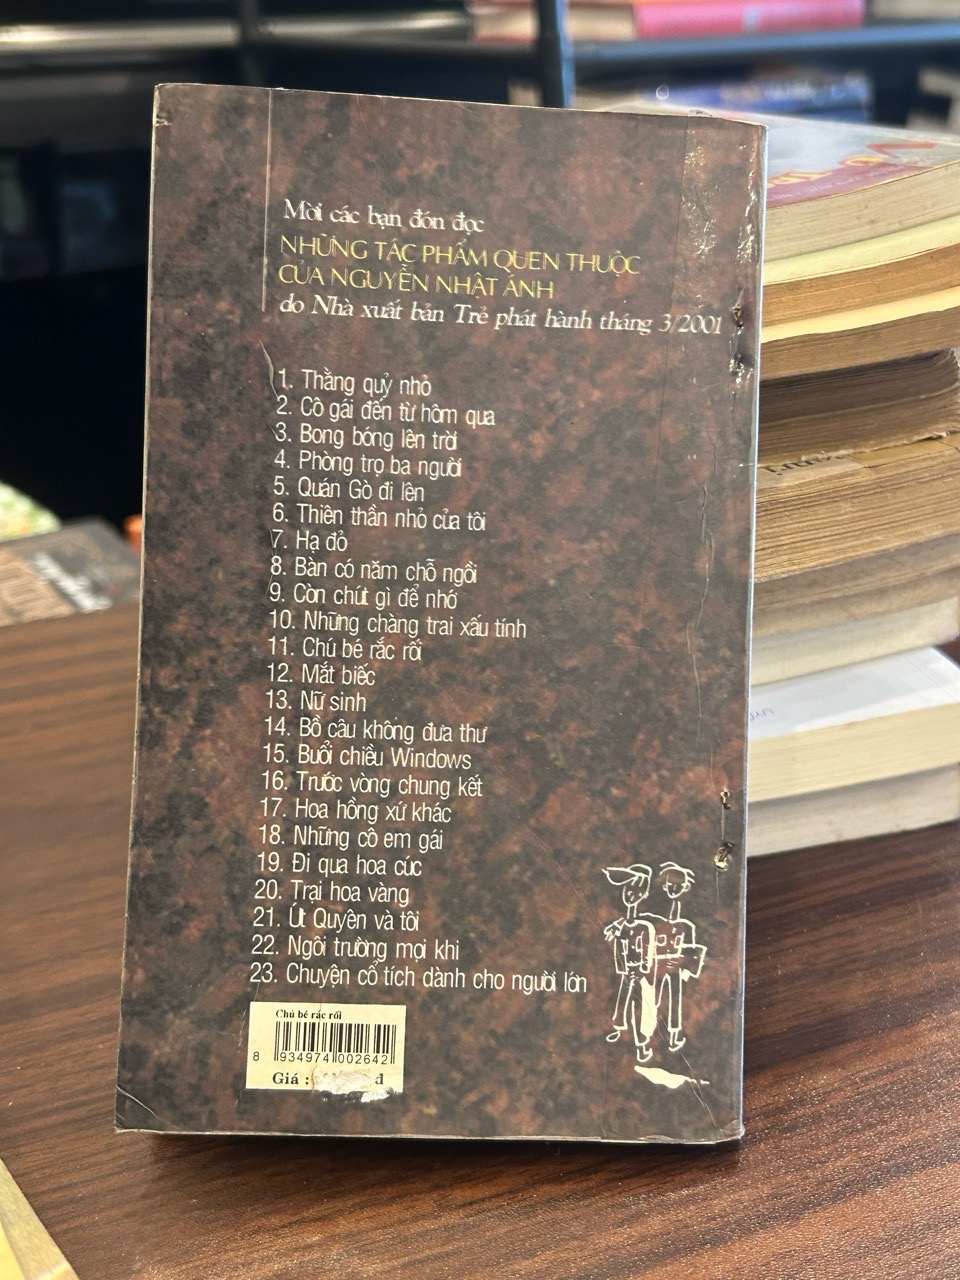 Mời các bạn đón đọc
NHỮNG TÁC PHẨM QUEN THUỘC
CỦA NGUYỄN NHẬT ÁNH
do Nhà xuất bản Trẻ phát hành tháng 3/2001
1. Thằng quỷ nhỏ
2. Cô gái đến từ hôm qua
3. Bong bóng lên trời
4. Phòng trọ ba người
5. Quán Gò đi lên
6. Thiên thần nhỏ của tôi
7. Hạ đỏ
8. Bàn có năm chỗ ngồi
9. Còn chút gì để nhớ
10. Những chàng trai xấu tính
11. Chú bé rắc rối
12. Mắt biếc
13. Nữ sinh
14. Bồ câu không đưa thư
15. Buổi chiều Windows
16. Trước vòng chung kết
17. Hoa hồng xứ khác
18. Những cô em gái
19. Đi qua hoa cúc
20. Trại hoa vàng
21. Út Quyên và tôi
22. Ngôi trường mọi khi
23. Chuyện cổ tích dành cho người lớn
Chú bé rắc rối
8 934974 002642
Giá : đ